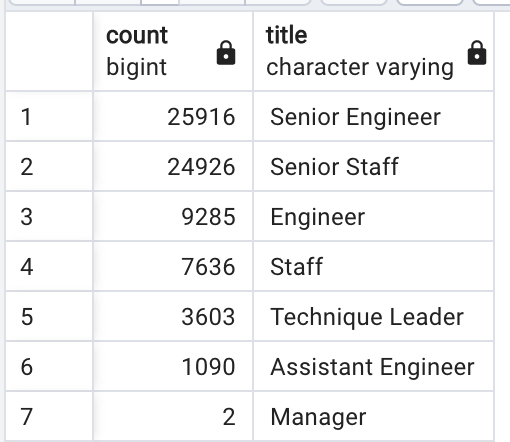 count title
bigint character varying
1 25916 Senior Engineer
2 24926 Senior Staff
3 9285 Engineer
4 7636 Staff
5 3603 Technique Leader
6 1090 Assistant Engineer
7 2 Manager